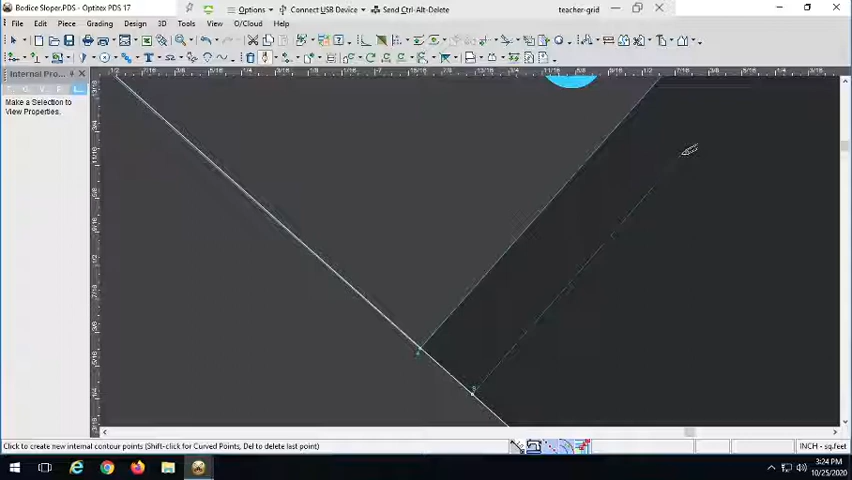 Bodice Sloper.PDS - Optitex PDS 17
Options
Connect USB Device
Send Ctrl-Alt-Delete
teacher-grid
File Edit Piece Grading Design 3D Tools View O/Cloud Help
Internal Pro...
Make a Selection to
View Properties.
Click to create new internal contour points (Shift-click for Curved Points, Del to delete last point)
INCH - sq.feet
3:24 PM
10/25/2020